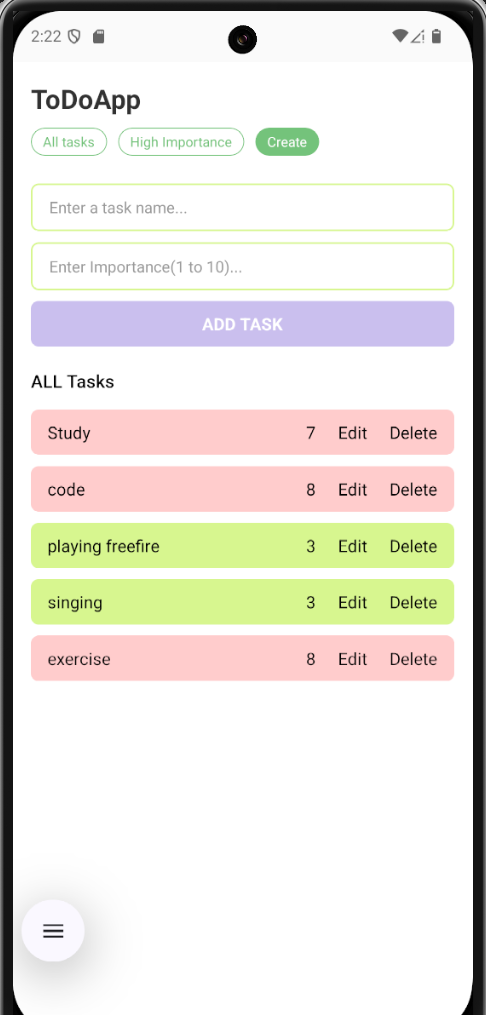 2:22
ToDoApp
All tasks High Importance Create
Enter a task name...
Enter Importance(1 to 10)...
ADD TASK
ALL Tasks
Study 7 Edit Delete
code 8 Edit Delete
playing freefire 3 Edit Delete
singing 3 Edit Delete
exercise 8 Edit Delete